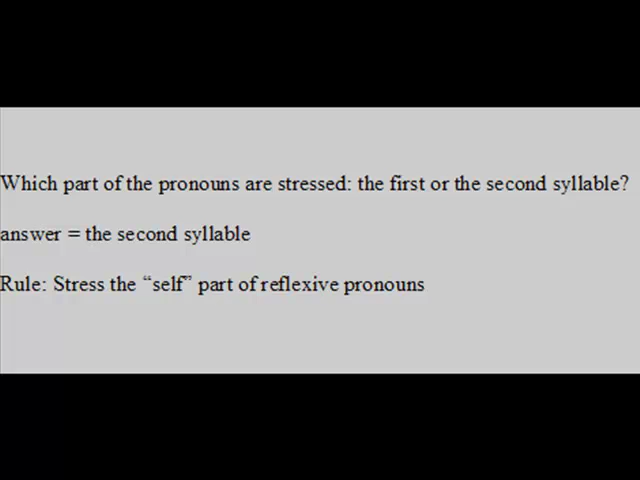 Which part of the pronouns are stressed: the first or the second syllable?
answer = the second syllable
Rule: Stress the “self” part of reflexive pronouns